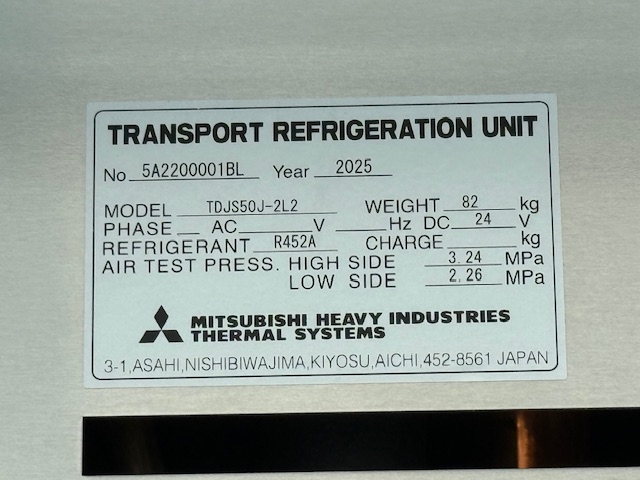 TRANSPORT REFRIGERATION UNIT
No 5A2200001BL Year 2025
MODEL TDJS50J-2L2 WEIGHT 82 kg
PHASE AC V Hz DC 24 V
REFRIGERANT R452A CHARGE kg
AIR TEST PRESS. HIGH SIDE 3.24 MPa
LOW SIDE 2.26 MPa
MITSUBISHI HEAVY INDUSTRIES
THERMAL SYSTEMS
3-1,ASAHI,NISHIBIWAJIMA,KIYOSU,AICHI,452-8561 JAPAN